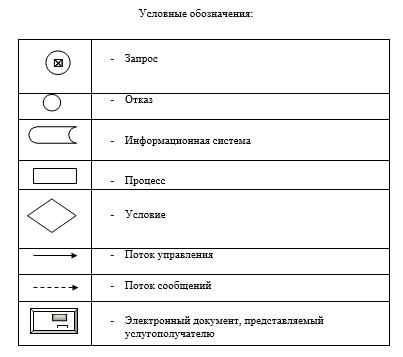 Условные обозначения:
- Запрос
- Отказ
- Информационная система
- Процесс
- Условие
- Поток управления
- Поток сообщений
- Электронный документ, представляемый
услугополучателю